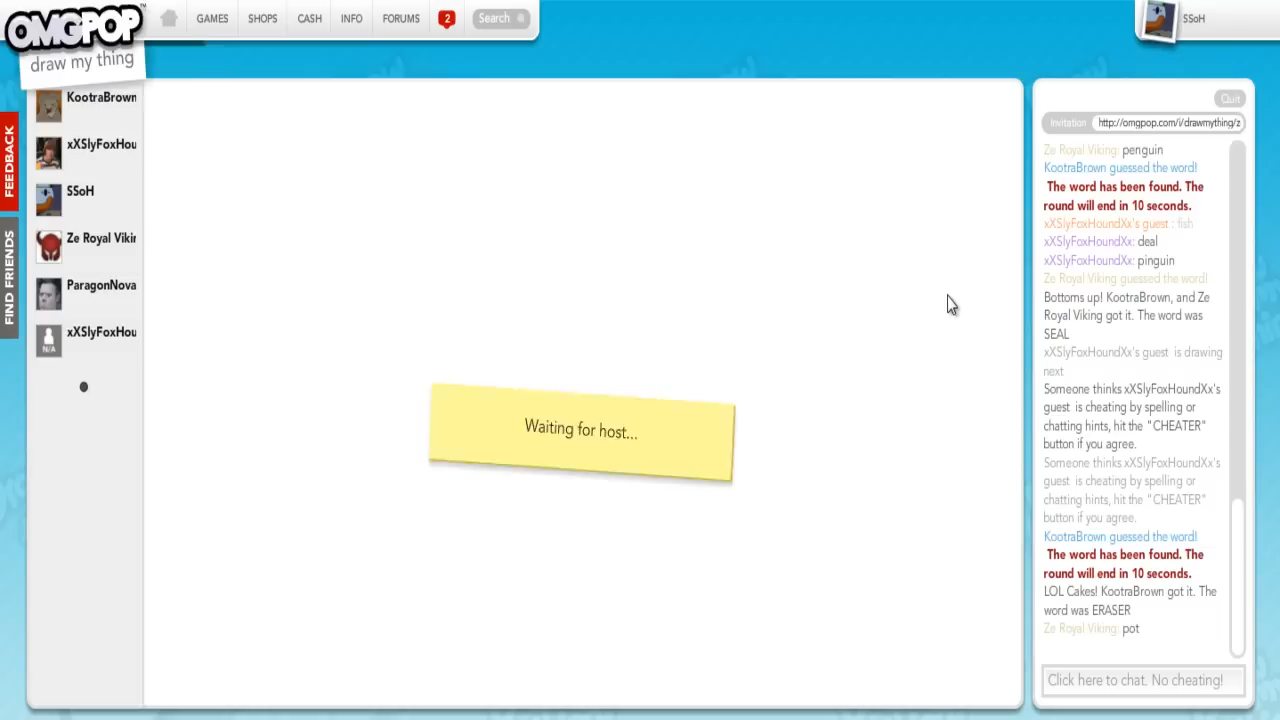 OMGPOP
GAMES SHOPS CASH INFO FORUMS 2 Search
SSoH
draw my thing
FEEDBACK
FIND FRIENDS
KootraBrown
xXSlyFoxHou
SSoH
Ze Royal Vikir
ParagonNova
xXSlyFoxHou
N/A
Waiting for host...
Quit
Invitation http://omgpop.com/i/drawmything/z
Ze Royal Viking: penguin
KootraBrown guessed the word!
The word has been found. The
round will end in 10 seconds.
xXSlyFoxHoundXx's guest : fish
xXSlyFoxHoundXx: deal
xXSlyFoxHoundXx: pinguin
Ze Royal Viking guessed the word!
Bottoms up! KootraBrown, and Ze
Royal Viking got it. The word was
SEAL
xXSlyFoxHoundXx's guest is drawing
next
Someone thinks xXSlyFoxHoundXx's
guest is cheating by spelling or
chatting hints, hit the "CHEATER"
button if you agree.
Someone thinks xXSlyFoxHoundXx's
guest is cheating by spelling or
chatting hints, hit the "CHEATER"
button if you agree.
KootraBrown guessed the word!
The word has been found. The
round will end in 10 seconds.
LOL Cakes! KootraBrown got it. The
word was ERASER
Ze Royal Viking: pot
Click here to chat. No cheating!